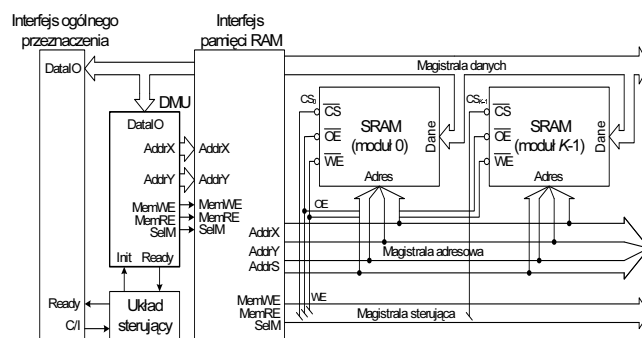 Interfejs ogólnego
przeznaczenia
Interfejs
pamięci RAM
DataIO
Magistrala danych
DMU
DataIO
AddrX
AddrY
MemWE
MemRE
SelM
Init
Ready
AddrX
AddrY
MemWE
MemRE
SelM
CS0
CS
OE
WE
SRAM
(moduł 0)
Dane
Adres
CSK-1
CS
OE
WE
SRAM
(moduł K-1)
Dane
Adres
OE
AddrX
AddrY
Magistrala adresowa
AddrS
Ready
C/I
Układ
sterujący
WE
MemWE
MemRE
Magistrala sterująca
SelM